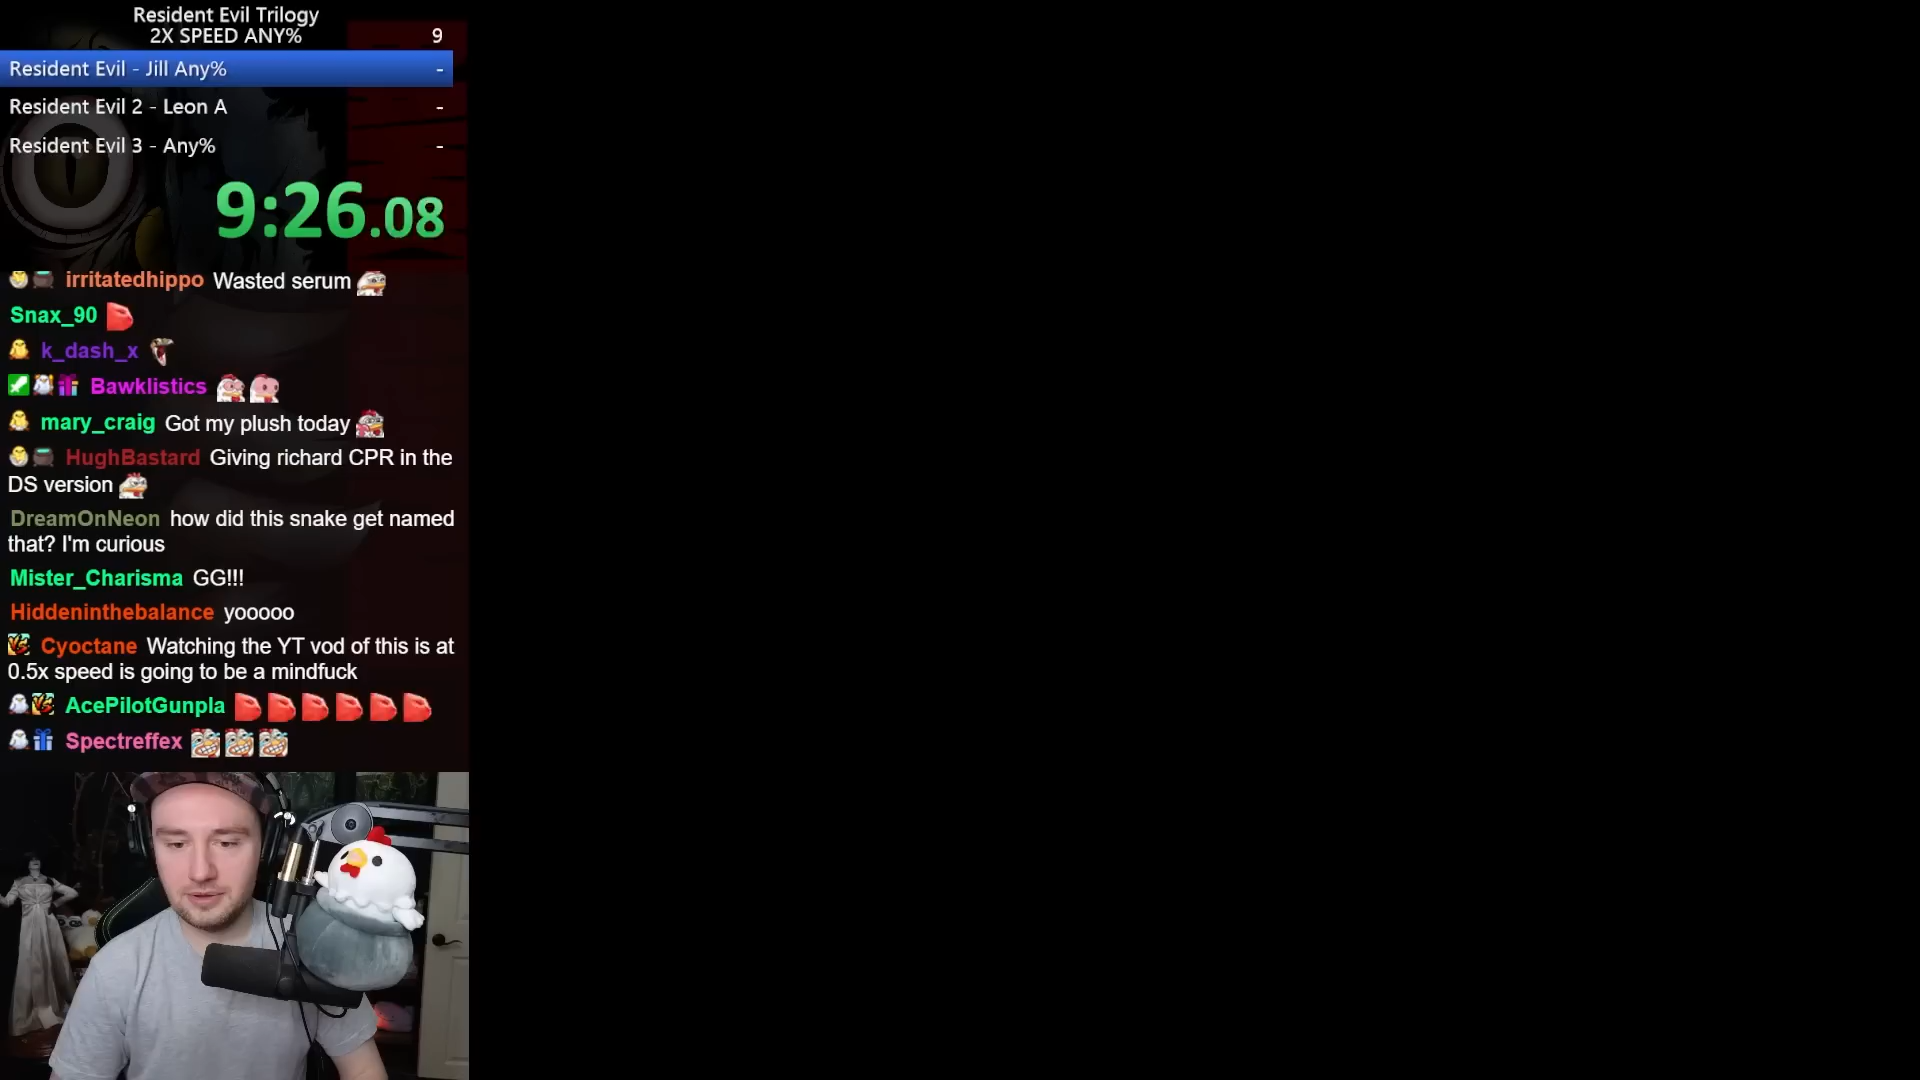 Resident Evil Trilogy
2X SPEED ANY% 9
Resident Evil - Jill Any% -
Resident Evil 2 - Leon A -
Resident Evil 3 - Any% -
9:26.08
irritatedhippo Wasted serum
Snax_90
k_dash_x
Bawklistics
mary_craig Got my plush today
HughBastard Giving richard CPR in the
DS version
DreamOnNeon how did this snake get named
that? I'm curious
Mister_Charisma GG!!!
Hiddeninthebalance yooooo
Cyoctane Watching the YT vod of this is at
0.5x speed is going to be a mindfuck
AcePilotGunpla
Spectreffex